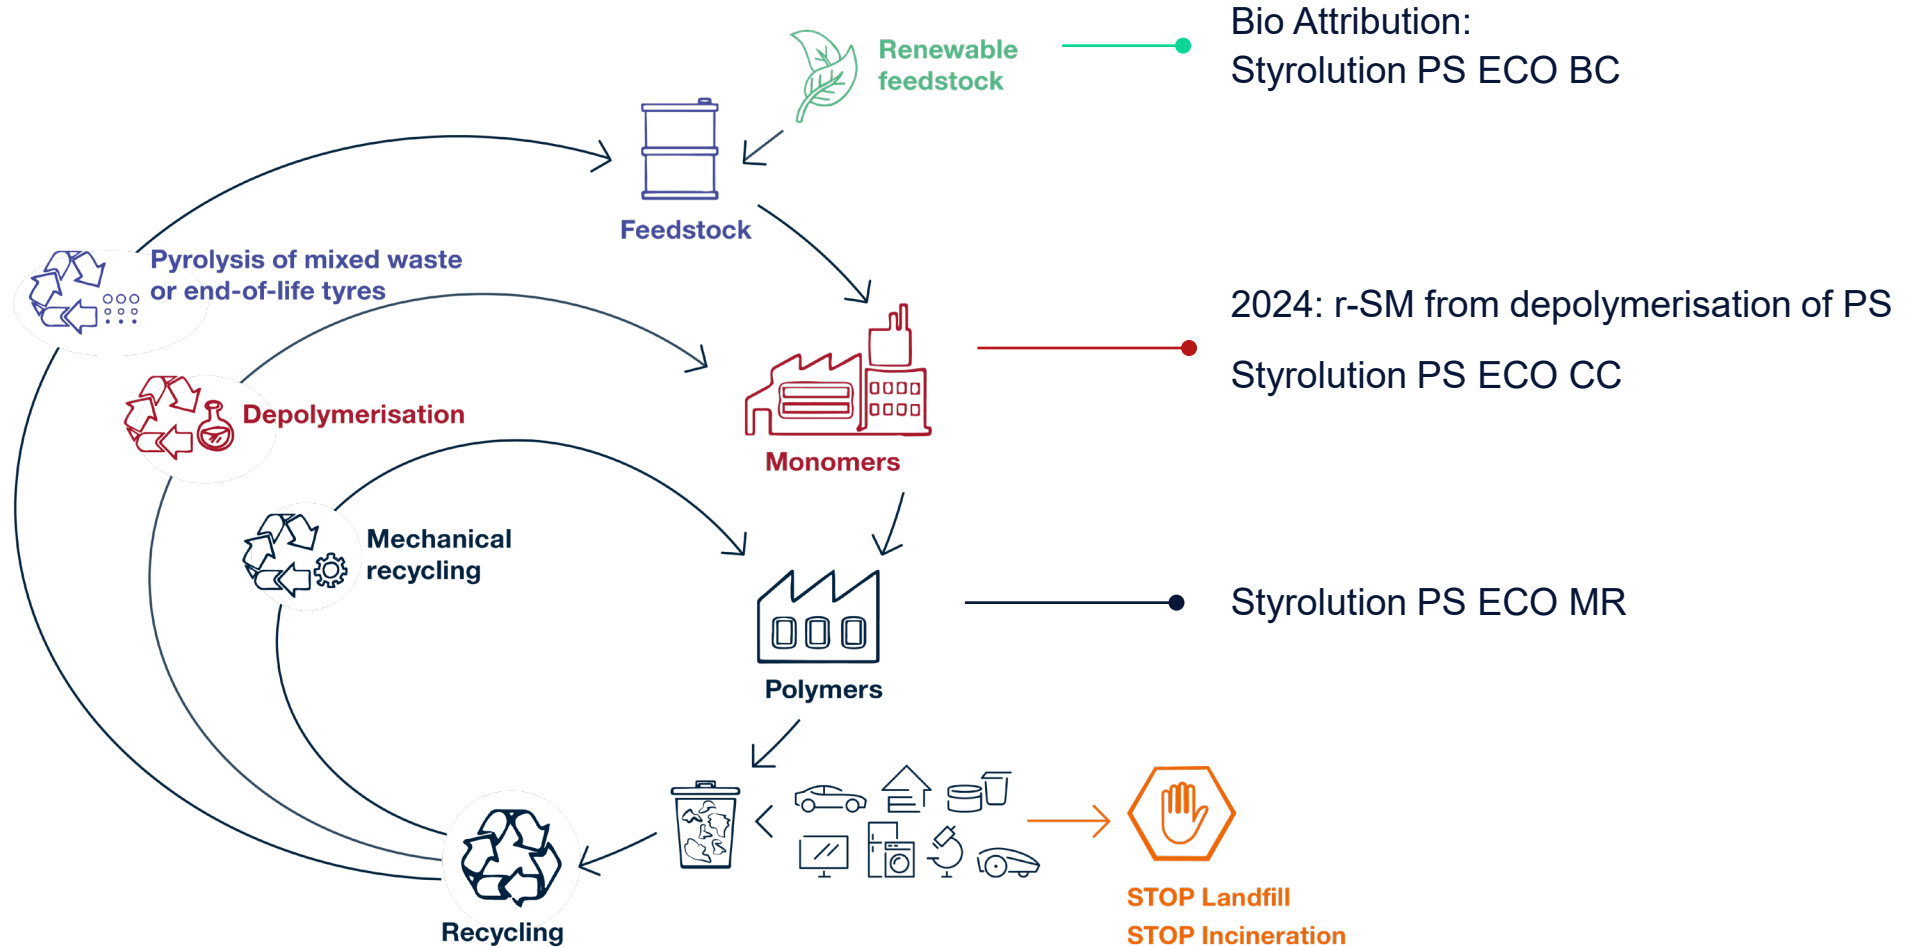 Bio Attribution:
Styrolution PS ECO BC
Renewable
feedstock
Feedstock
Pyrolysis of mixed waste
or end-of-life tyres
2024: r-SM from depolymerisation of PS
Styrolution PS ECO CC
Depolymerisation
Monomers
Mechanical
recycling
Styrolution PS ECO MR
Polymers
Recycling
STOP Landfill
STOP Incineration